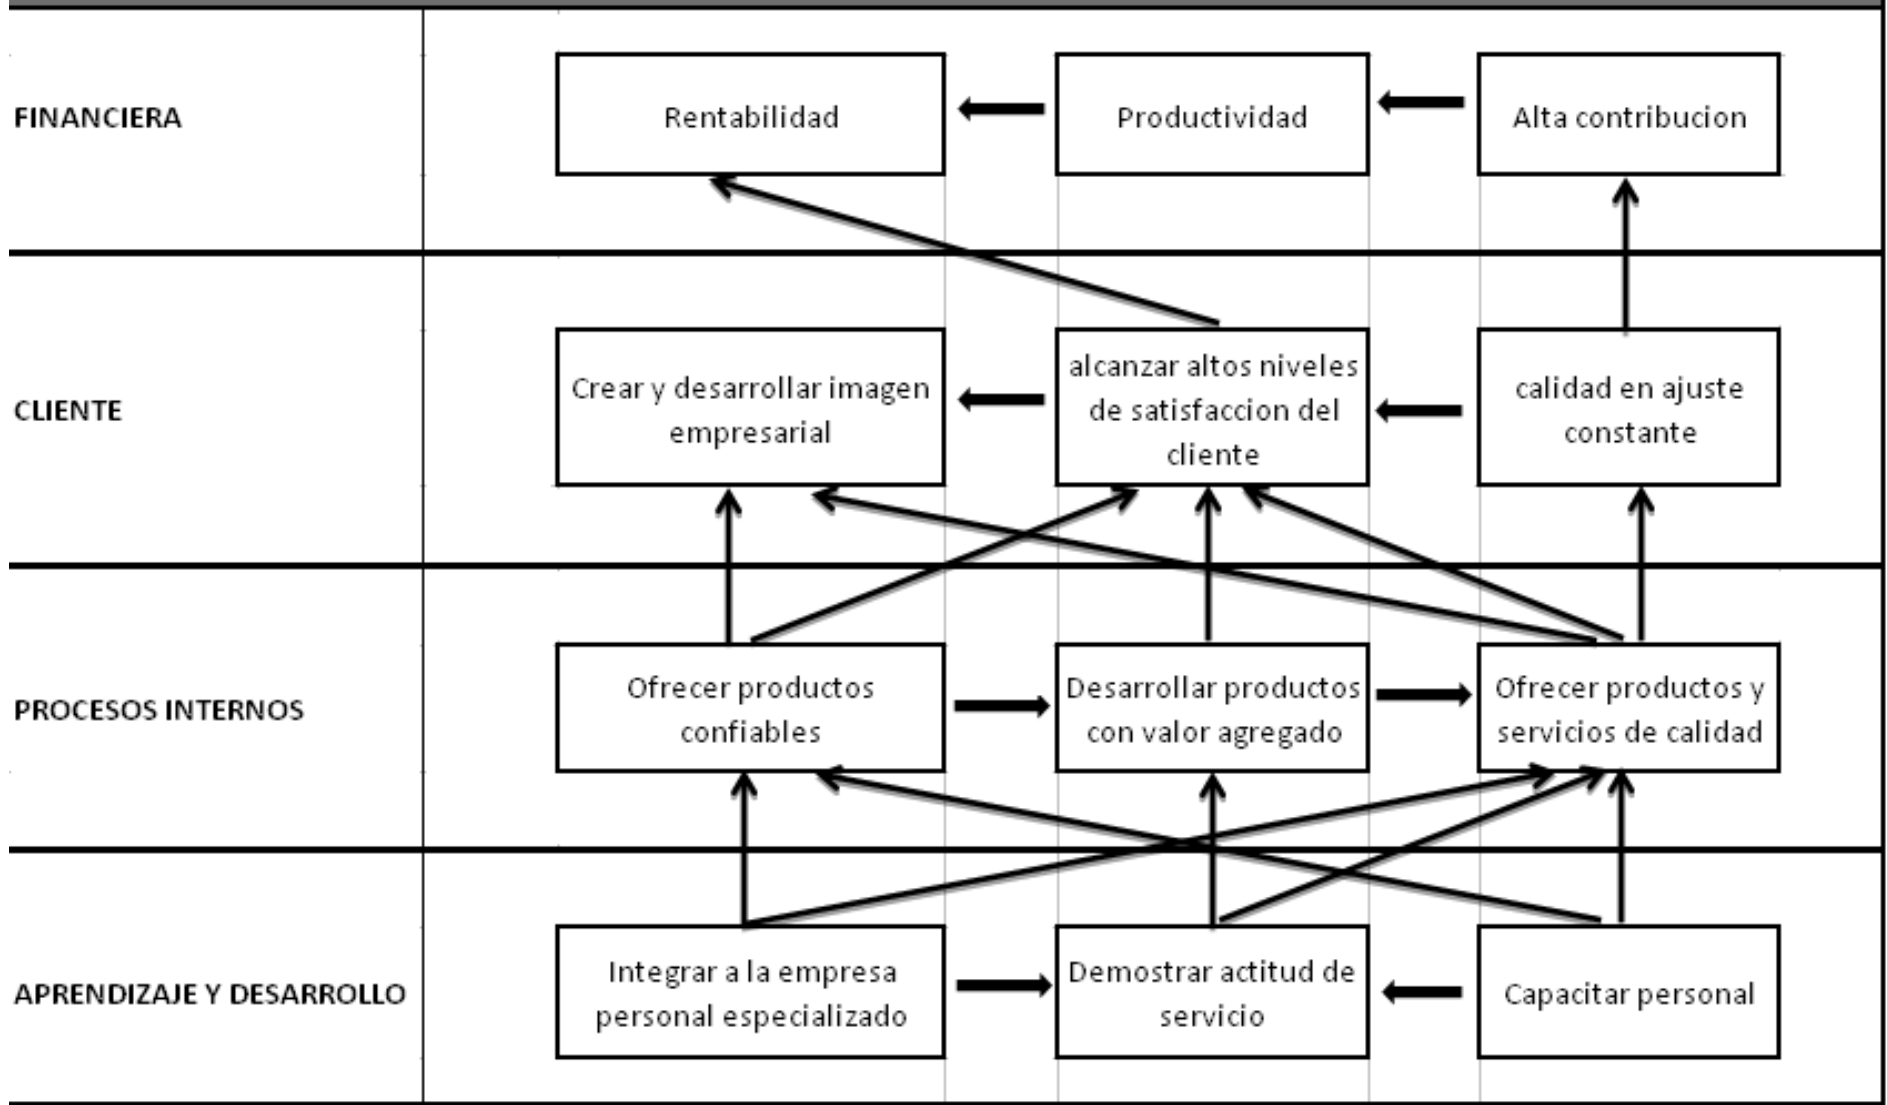 FINANCIERA
Rentabilidad
Productividad
Alta contribucion
CLIENTE
Crear y desarrollar imagen
empresarial
alcanzar altos niveles
de satisfaccion del
cliente
calidad en ajuste
constante
PROCESOS INTERNOS
Ofrecer productos
confiables
Desarrollar productos
con valor agregado
Ofrecer productos y
servicios de calidad
APRENDIZAJE Y DESARROLLO
Integrar a la empresa
personal especializado
Demostrar actitud de
servicio
Capacitar personal